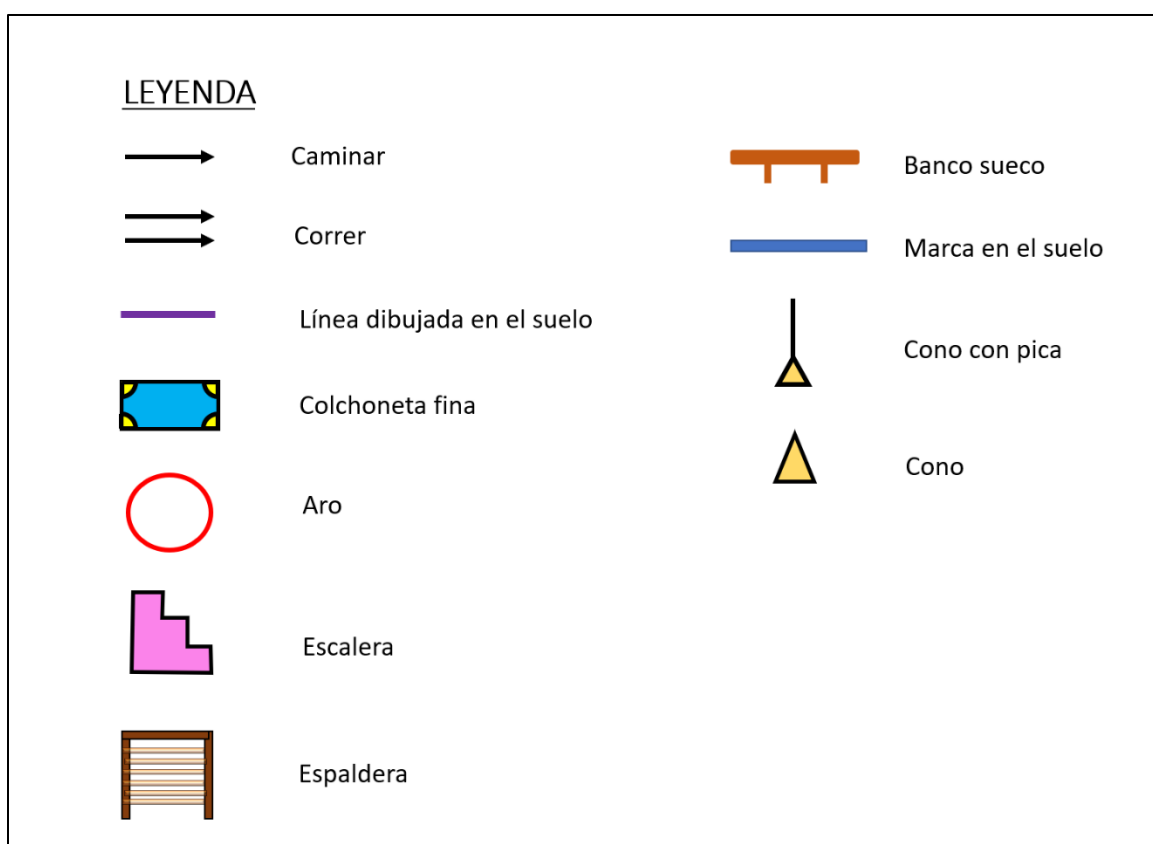 LEYENDA
Caminar
Correr
Línea dibujada en el suelo
Colchoneta fina
Aro
Escalera
Espaldera
Banco sueco
Marca en el suelo
Cono con pica
Cono